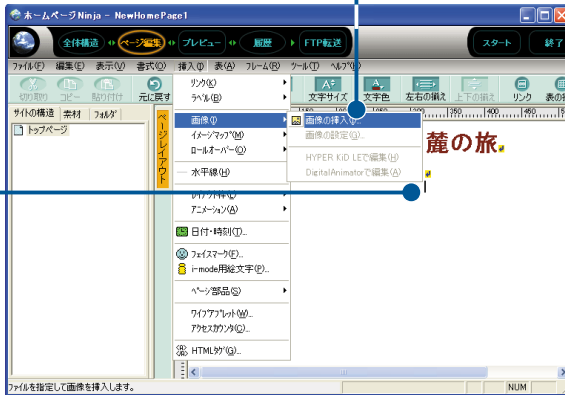 ホームページNinja - NewHomePage1
全体構造 ページ編集 プレビュー 履歴 FTP転送 スタート 終了
ファイル(F) 編集(E) 表示(V) 書式(O) 挿入(I) 表(A) フレーム(R) ツール(T) ヘルプ(H)
切り取り コピー 貼り付け 元に戻す 文字サイズ 文字色 左右の揃え 上下の揃え リンク 表の挿
サイトの構造 素材 フォルダ
トップページ
ページレイアウト
リンク(K)
ラベル(B)
画像(I)
イメージマップ(M)
ロールオーバー(O)
水平線(H)
レイアウト枠(L)
アニメーション(A)
日付・時刻(T)...
フェイスマーク(F)...
i-mode用絵文字(P)...
ページ部品(S)
ワイプアプレット(W)...
アクセスカウンタ(C)...
HTMLタグ(G)...
画像の挿入(I)...
画像の設定(G)...
HYPER KiD LEで編集(H)
DigitalAnimatorで編集(A)
350 400 450
麓の旅
ファイルを指定して画像を挿入します。
NUM